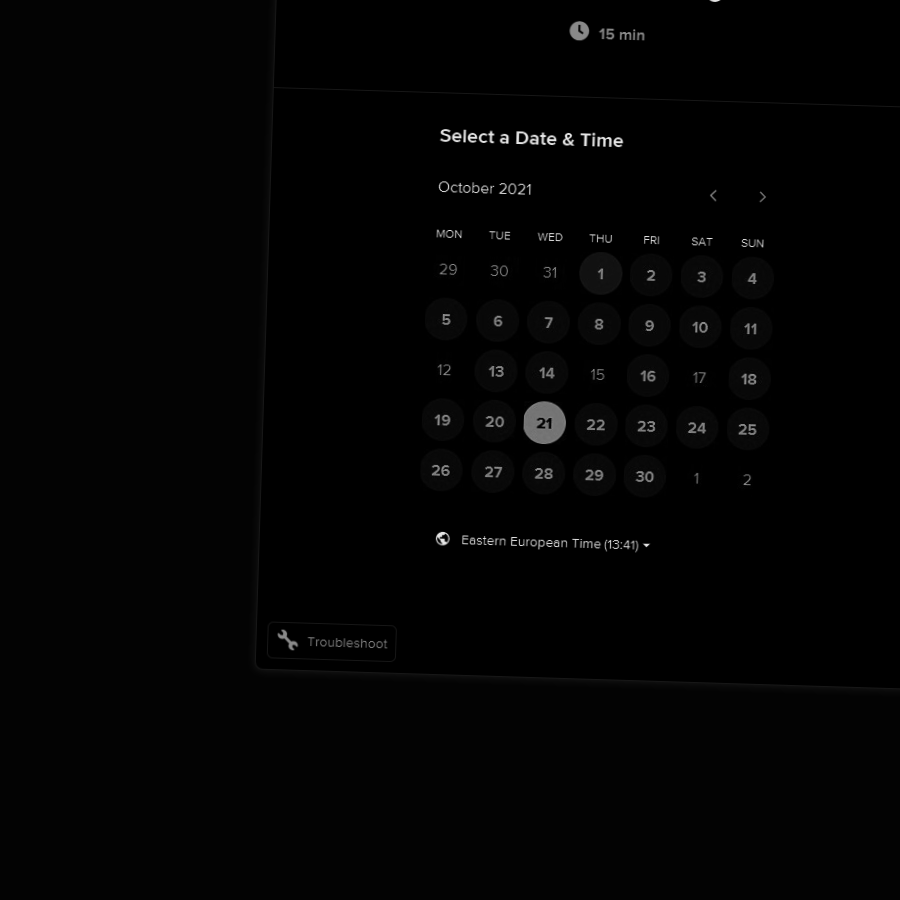 15 min
Select a Date & Time
October 2021
MON TUE WED THU FRI SAT SUN
29 30 31 1 2 3 4
5 6 7 8 9 10 11
12 13 14 15 16 17 18
19 20 21 22 23 24 25
26 27 28 29 30 1 2
Eastern European Time (13:41)
Troubleshoot